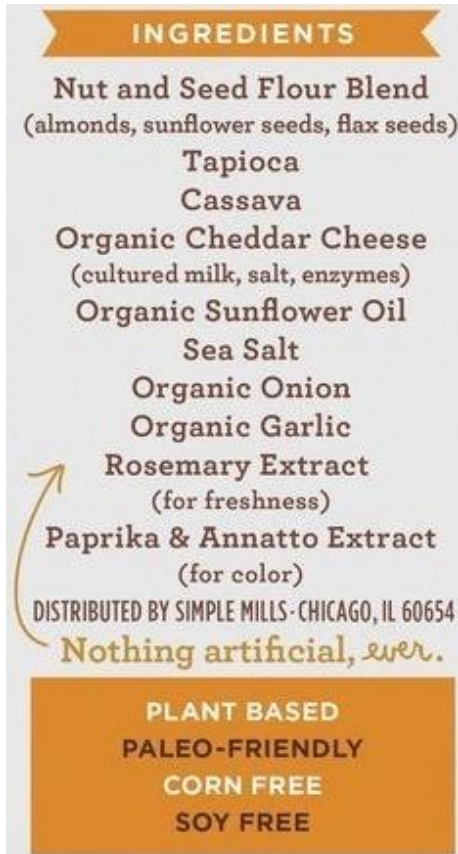 INGREDIENTS
Nut and Seed Flour Blend
(almonds, sunflower seeds, flax seeds)
Tapioca
Cassava
Organic Cheddar Cheese
(cultured milk, salt, enzymes)
Organic Sunflower Oil
Sea Salt
Organic Onion
Organic Garlic
Rosemary Extract
(for freshness)
Paprika & Annatto Extract
(for color)
DISTRIBUTED BY SIMPLE MILLS · CHICAGO, IL 60654
Nothing artificial, ever.
PLANT BASED
PALEO-FRIENDLY
CORN FREE
SOY FREE